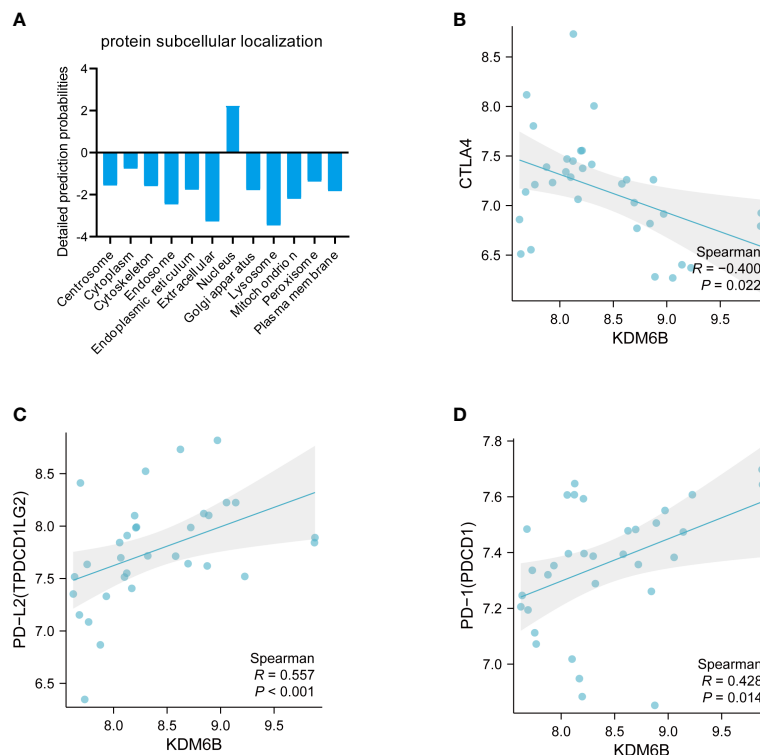 A
protein subcellular localization
Detailed prediction probabilities
4
2
0
-2
-4
Centrosome
Cytoplasm
Cytoskeleton
Endosome
Endoplasmic reticulum
Extracellular
Nucleus
Golgi apparatus
Lysosome
Mitochondrion
Peroxisome
Plasma membrane
B
CTLA4
8.5
8.0
7.5
7.0
6.5
Spearman
R = −0.400
P = 0.022
8.0 8.5 9.0 9.5
KDM6B
C
PD−L2(TPDCD1LG2)
8.5
8.0
7.5
7.0
6.5
Spearman
R = 0.557
P < 0.001
8.0 8.5 9.0 9.5
KDM6B
D
PD−1(PDCD1)
7.8
7.6
7.4
7.2
7.0
Spearman
R = 0.428
P = 0.014
8.0 8.5 9.0 9.5
KDM6B